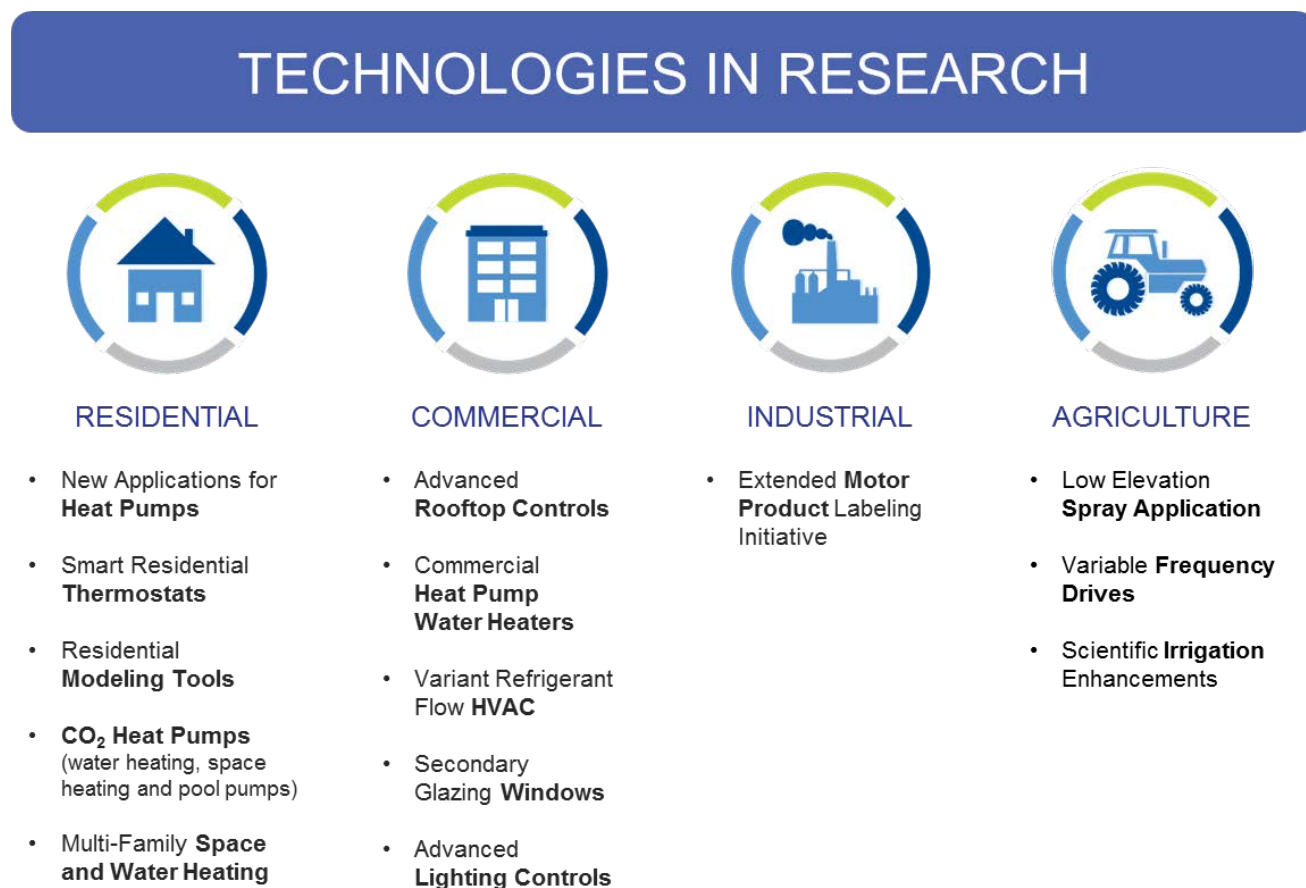 TECHNOLOGIES IN RESEARCH
RESIDENTIAL
• New Applications for
Heat Pumps
• Smart Residential
Thermostats
• Residential
Modeling Tools
• CO₂ Heat Pumps
(water heating, space
heating and pool pumps)
• Multi-Family Space
and Water Heating
COMMERCIAL
• Advanced
Rooftop Controls
• Commercial
Heat Pump
Water Heaters
• Variant Refrigerant
Flow HVAC
• Secondary
Glazing Windows
• Advanced
Lighting Controls
INDUSTRIAL
• Extended Motor
Product Labeling
Initiative
AGRICULTURE
• Low Elevation
Spray Application
• Variable Frequency
Drives
• Scientific Irrigation
Enhancements